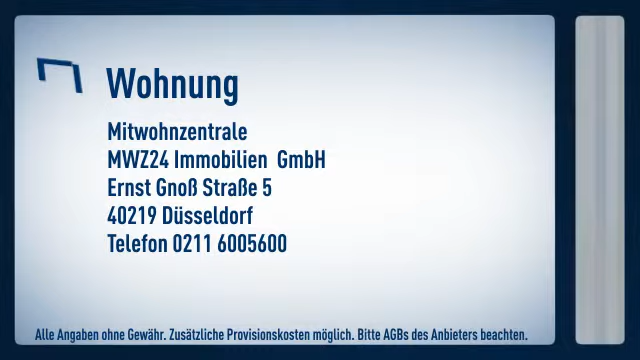 Wohnung
Mitwohnzentrale
MWZ24 Immobilien GmbH
Ernst Gnoß Straße 5
40219 Düsseldorf
Telefon 0211 6005600
Alle Angaben ohne Gewähr. Zusätzliche Provisionskosten möglich. Bitte AGBs des Anbieters beachten.